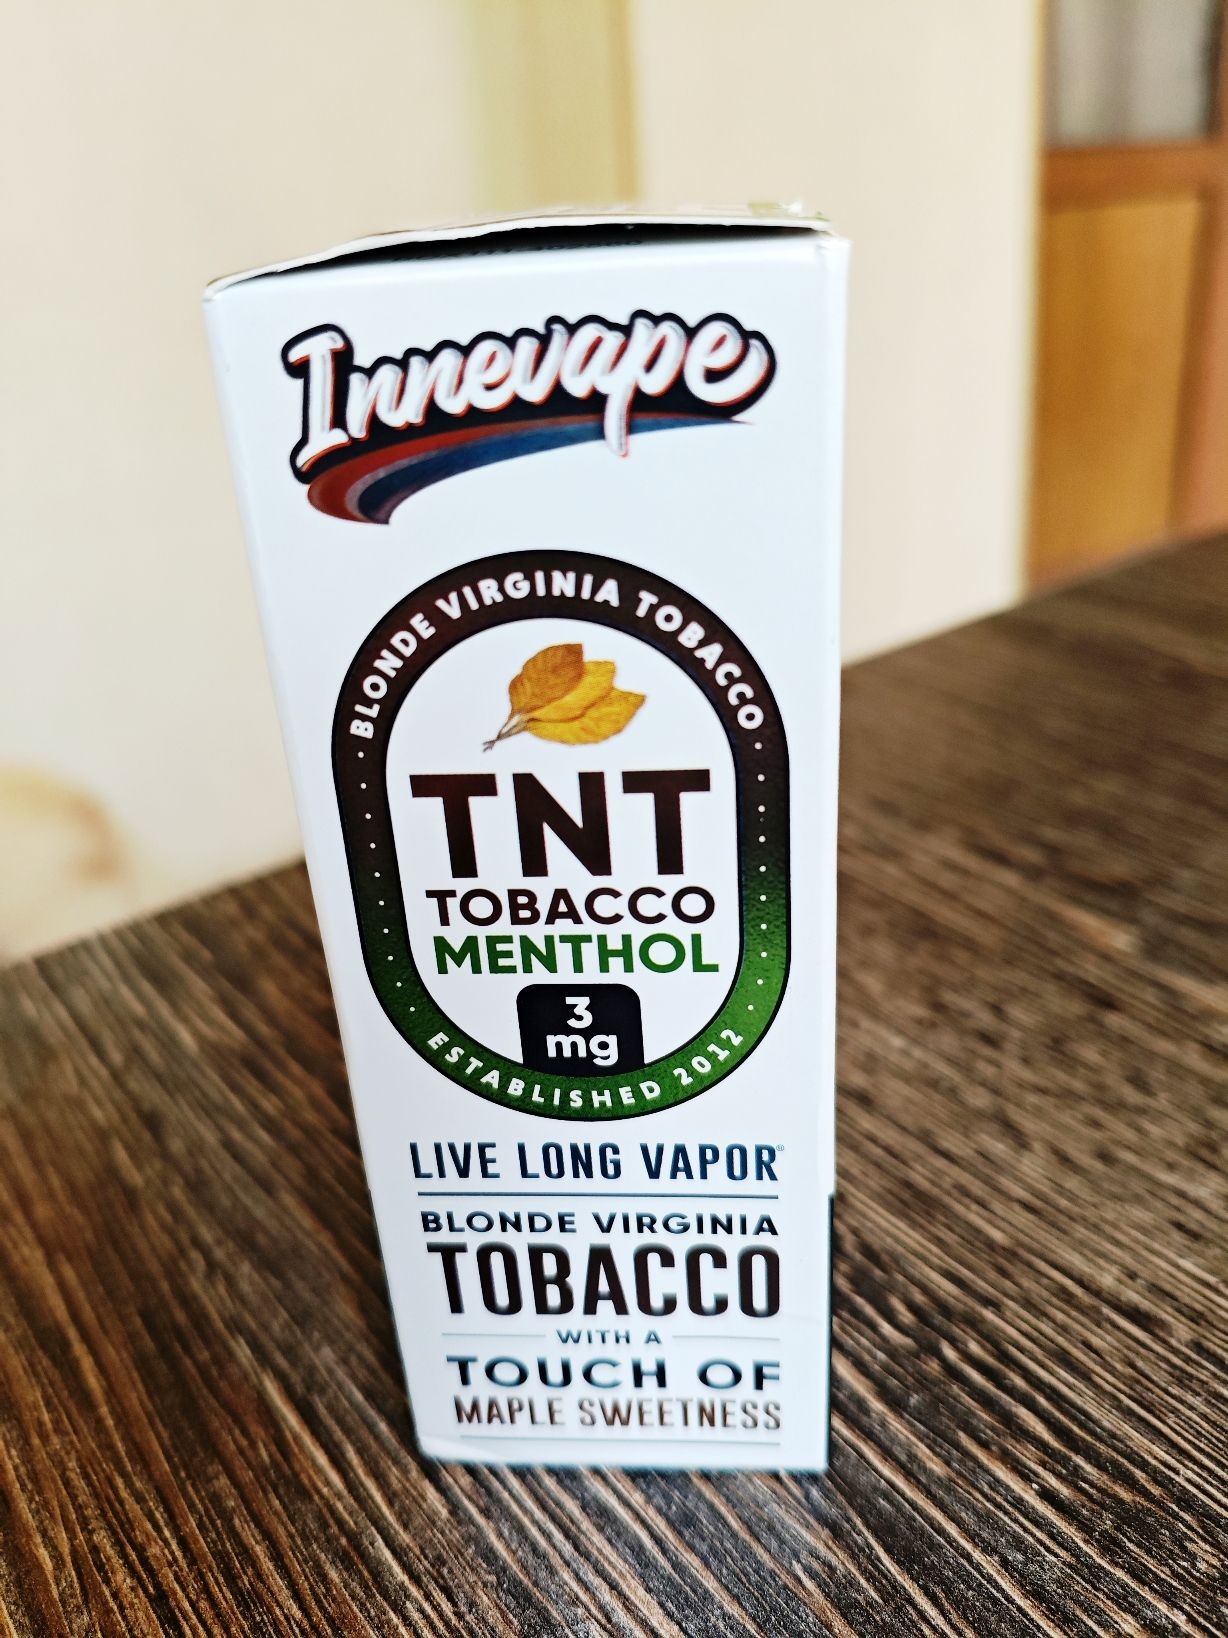 Innevape
BLONDE VIRGINIA TOBACCO
TNT
TOBACCO
MENTHOL
3
mg
ESTABLISHED 2012
LIVE LONG VAPOR®
BLONDE VIRGINIA
TOBACCO
WITH A
TOUCH OF
MAPLE SWEETNESS